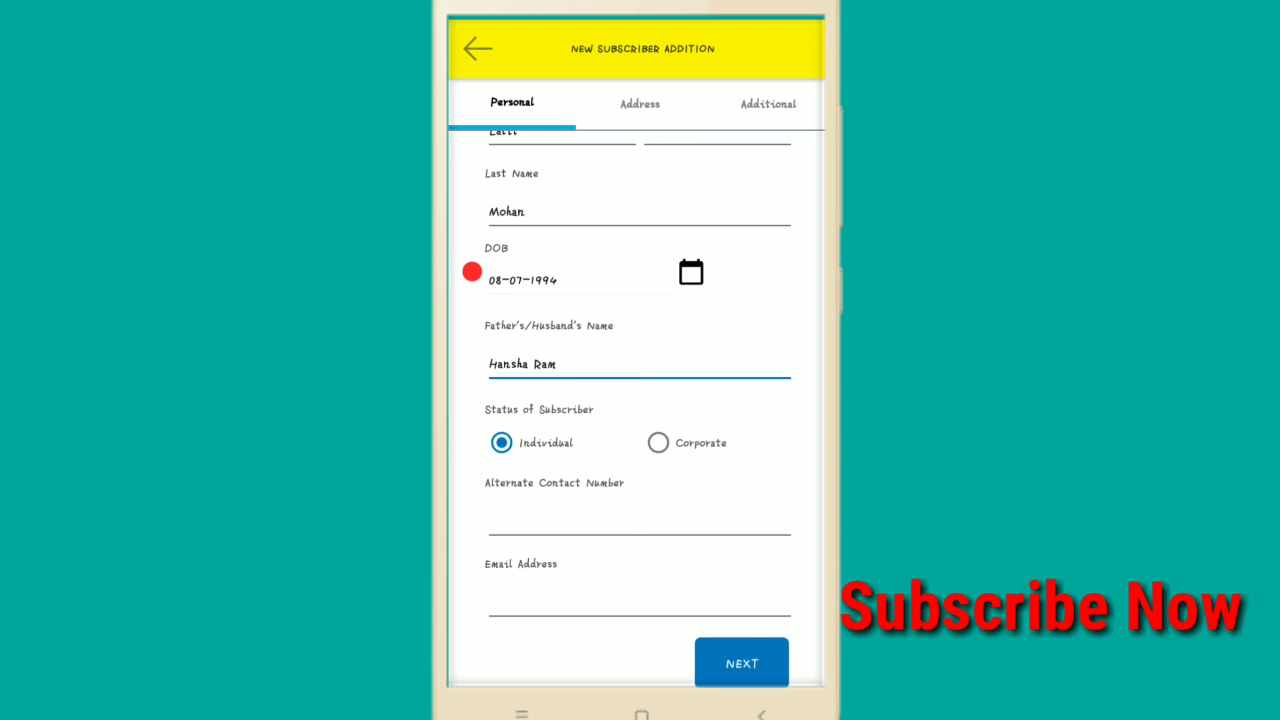 NEW SUBSCRIBER ADDITION
Personal Address Additional
Last Name
Mohan
DOB
08-07-1994
Father's/Husband's Name
Hansha Ram
Status of Subscriber
Individual Corporate
Alternate Contact Number
Email Address
NEXT
Subscribe Now